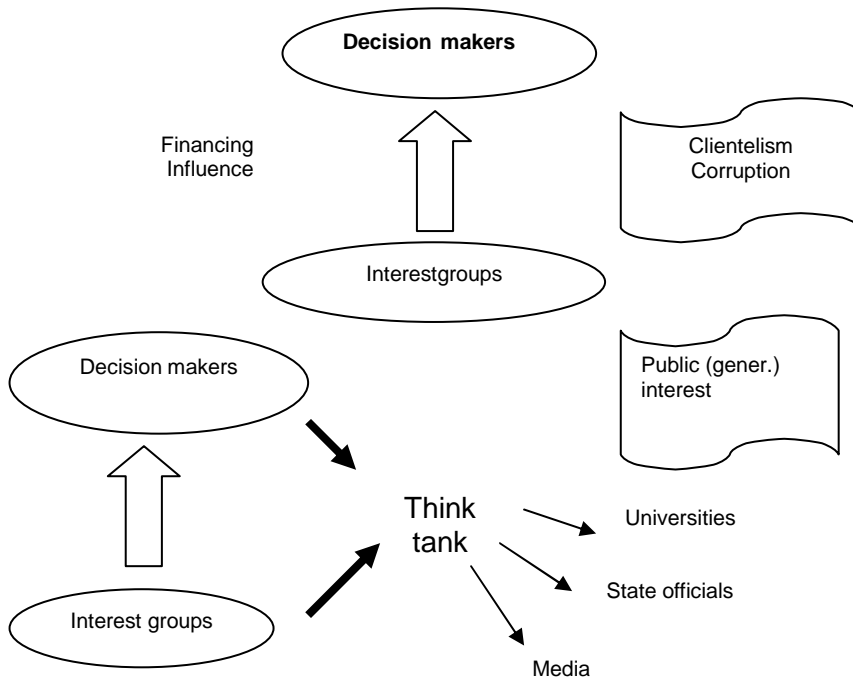 Decision makers
Financing
Influence
Clientelism
Corruption
Interestgroups
Decision makers
Public (gener.)
interest
Think
tank
Universities
State officials
Interest groups
Media